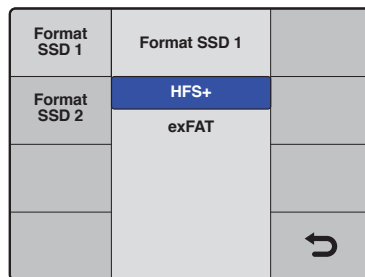 Format
SSD 1
Format SSD 1
HFS+
Format
SSD 2
exFAT